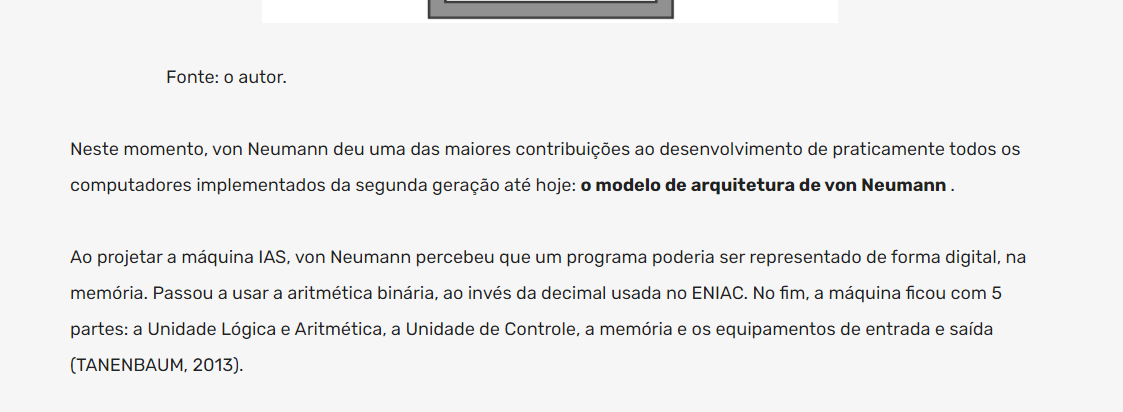 Fonte: o autor.
Neste momento, von Neumann deu uma das maiores contribuições ao desenvolvimento de praticamente todos os
computadores implementados da segunda geração até hoje: o modelo de arquitetura de von Neumann .
Ao projetar a máquina IAS, von Neumann percebeu que um programa poderia ser representado de forma digital, na
memória. Passou a usar a aritmética binária, ao invés da decimal usada no ENIAC. No fim, a máquina ficou com 5
partes: a Unidade Lógica e Aritmética, a Unidade de Controle, a memória e os equipamentos de entrada e saída
(TANENBAUM, 2013).